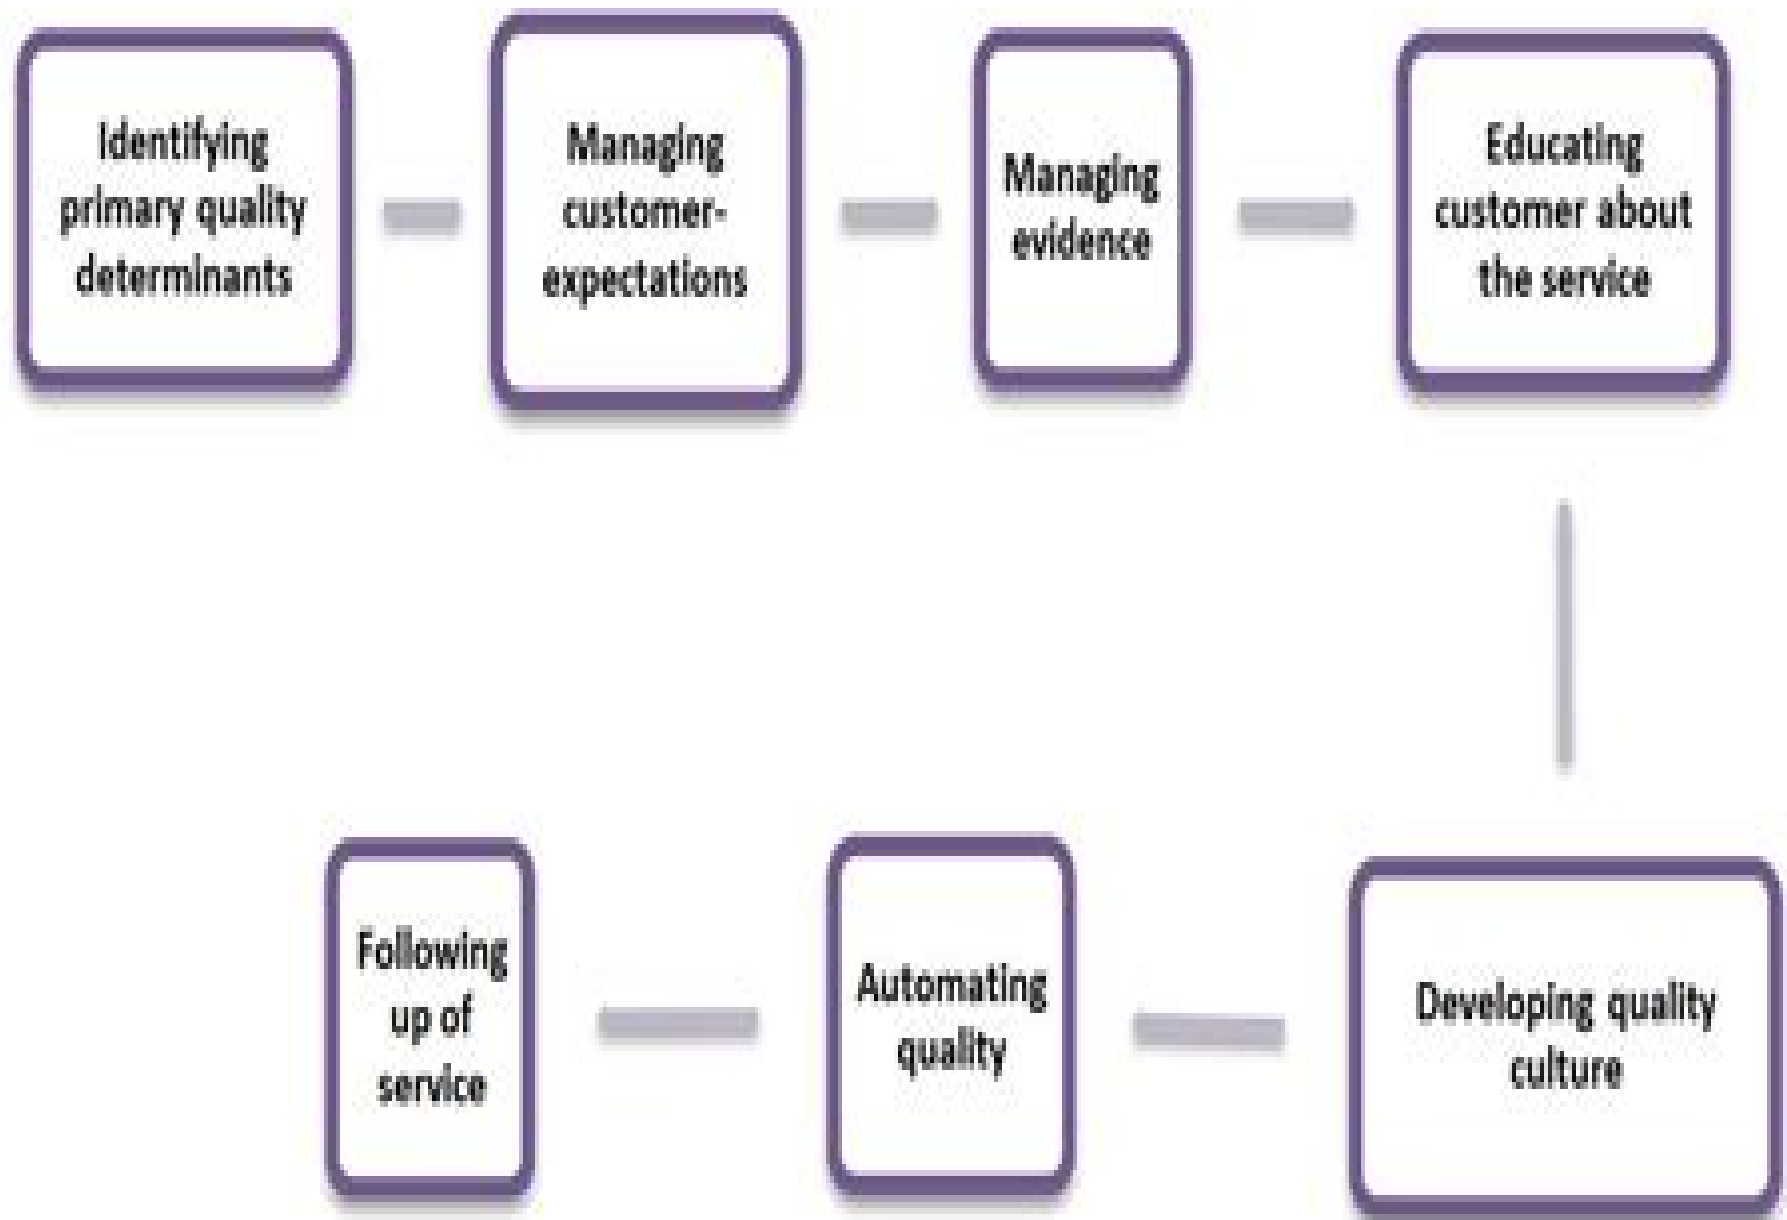 Identifying
primary quality
determinants
Managing
customer-
expectations
Managing
evidence
Educating
customer about
the service
Developing quality
culture
Automating
quality
Following
up of
service